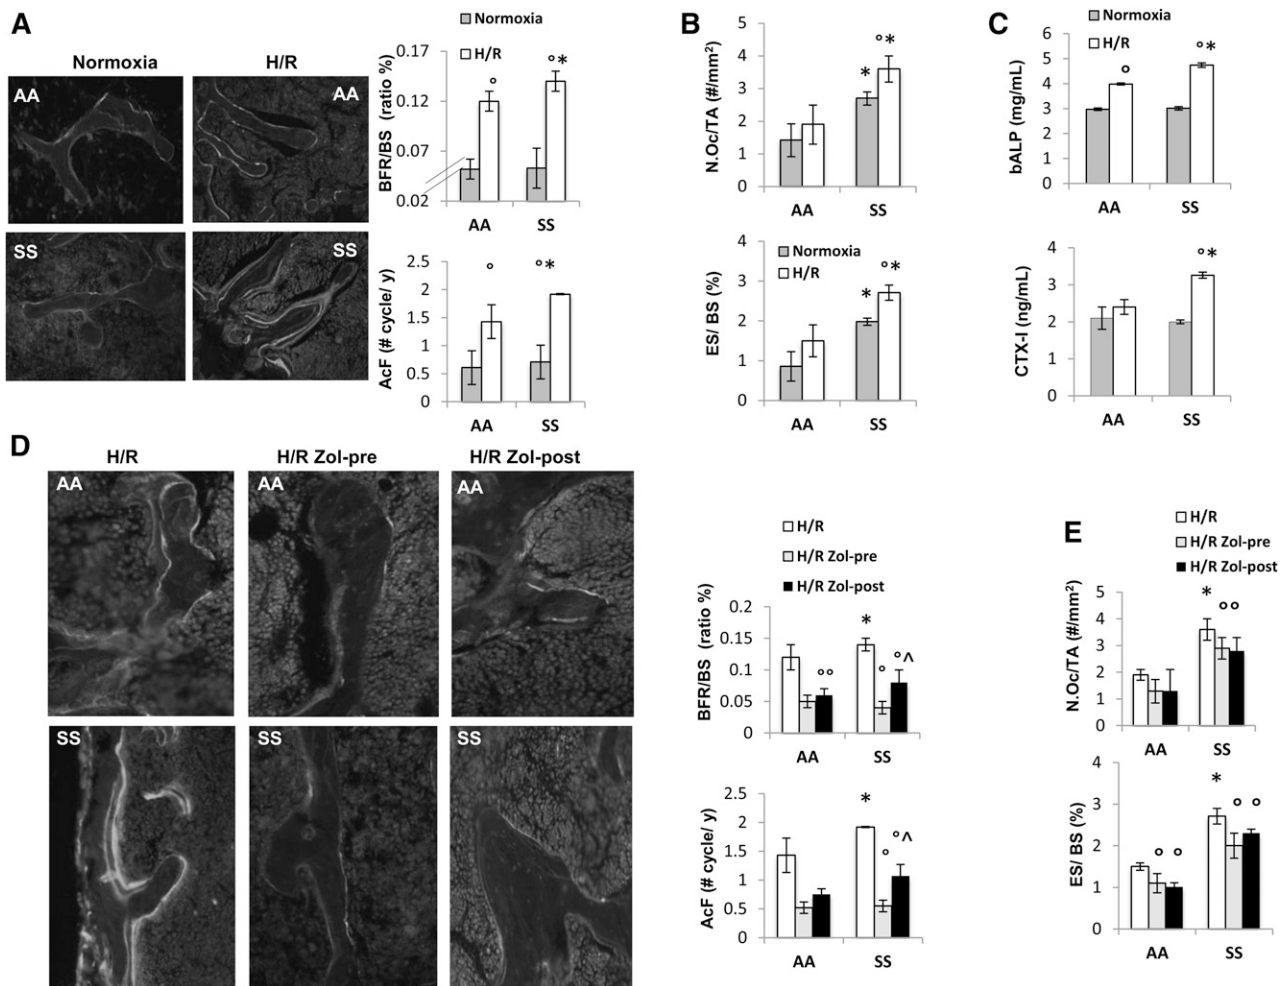 A
Normoxia
H/R
AA
AA
SS
SS
Normoxia
H/R
BFR/BS (ratio %)
0.17
0.12
0.07
0.02
° °*
AA SS
AcF (# cycle/ y)
2.5
2
1.5
1
0.5
0
° °*
AA SS
B
N.Oc/TA (#/mm²)
5
4
3
2
1
0
* °*
AA SS
ES/ BS (%)
4
3
2
1
0
Normoxia
H/R
* °*
AA SS
C
Normoxia
H/R
bALP (mg/mL)
6
5
4
3
2
1
0
° °*
AA SS
CTX-I (ng/mL)
4
3
2
1
0
°*
AA SS
D
H/R H/R Zol-pre H/R Zol-post
AA AA AA
SS SS SS
H/R
H/R Zol-pre
H/R Zol-post
BFR/BS (ratio %)
0.2
0.15
0.1
0.05
0
°° * ° °^
AA SS
AcF (# cycle/ y)
2.5
2
1.5
1
0.5
0
* ° °^
AA SS
E
H/R
H/R Zol-pre
H/R Zol-post
N.Oc/TA (#/mm²)
5
4
3
2
1
0
* °°
AA SS
ES/ BS (%)
4
3
2
1
0
° ° * ° °
AA SS